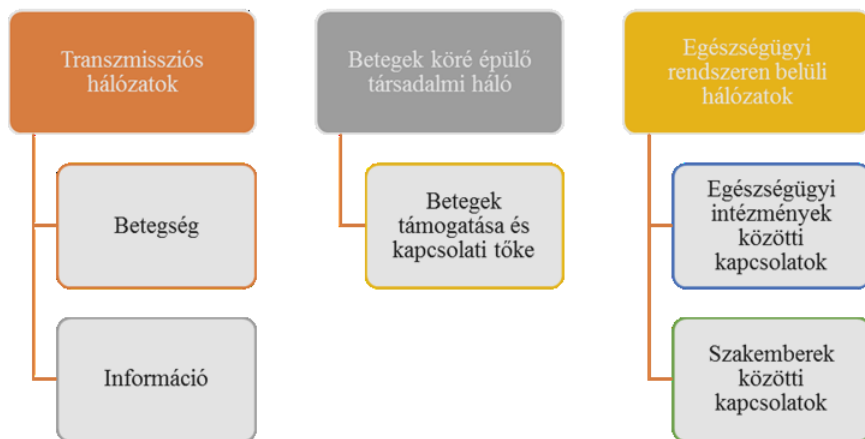 Transzmissziós
hálózatok
Betegség
Információ
Betegek köré épülő
társadalmi háló
Betegek
támogatása és
kapcsolati tőke
Egészségügyi
rendszeren belüli
hálózatok
Egészségügyi
intézmények
közötti
kapcsolatok
Szakemberek
közötti
kapcsolatok